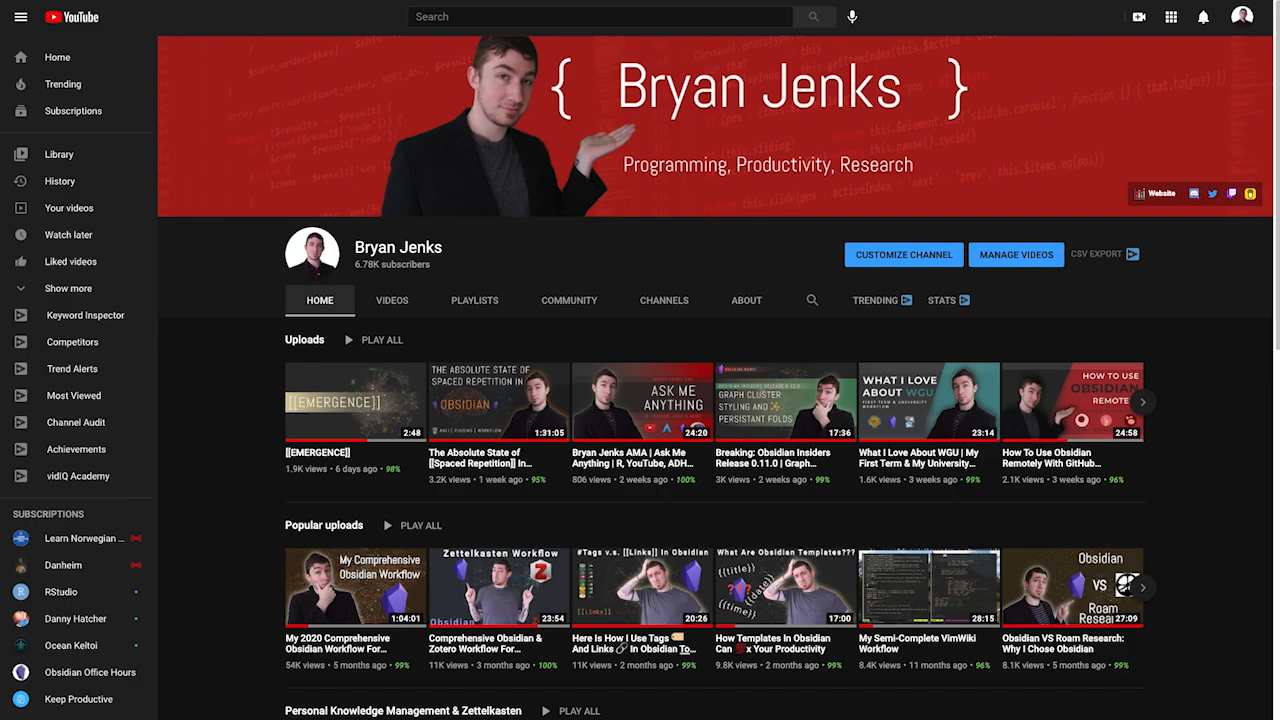 YouTube
Search
Home
Trending
Subscriptions
Library
History
Your videos
Watch later
Liked videos
Show more
Keyword Inspector
Competitors
Trend Alerts
Most Viewed
Channel Audit
Achievements
vidIQ Academy
SUBSCRIPTIONS
Learn Norwegian ...
Danheim
RStudio
Danny Hatcher
Ocean Keltoi
Obsidian Office Hours
Keep Productive
{ Bryan Jenks }
Programming, Productivity, Research
Website
Bryan Jenks
6.78K subscribers
CUSTOMIZE CHANNEL
MANAGE VIDEOS
CSV EXPORT
HOME VIDEOS PLAYLISTS COMMUNITY CHANNELS ABOUT TRENDING STATS
Uploads PLAY ALL
[[EMERGENCE]]
2:48
[[EMERGENCE]]
1.9K views • 6 days ago • 98%
THE ABSOLUTE STATE OF
SPACED REPETITION IN
OBSIDIAN
1:31:05
The Absolute State of
[[Spaced Repetition]] In...
3.2K views • 1 week ago • 95%
ASK ME
ANYTHING
24:20
Bryan Jenks AMA | Ask Me
Anything | R, YouTube, ADH...
806 views • 2 weeks ago • 100%
BREAKING NEWS!
OBSIDIAN INSIDERS RELEASE 0.11.0
GRAPH CLUSTER
STYLING AND
PERSISTANT FOLDS
17:36
Breaking: Obsidian Insiders
Release 0.11.0 | Graph...
3K views • 2 weeks ago • 99%
WHAT I LOVE
ABOUT WGU
FIRST TERM & UNIVERSITY
WORKFLOW
23:14
What I Love About WGU | My
First Term & My University...
1.6K views • 3 weeks ago • 99%
HOW TO USE
OBSIDIAN
REMOTE
24:58
How To Use Obsidian
Remotely With GitHub...
2.1K views • 3 weeks ago • 96%
Popular uploads PLAY ALL
My Comprehensive
Obsidian Workflow
1:04:01
My 2020 Comprehensive
Obsidian Workflow For...
54K views • 5 months ago • 99%
Zettelkasten Workflow
Obsidian
23:54
Comprehensive Obsidian &
Zotero Workflow For...
11K views • 3 months ago • 100%
#Tags v.s. [[Links]] In Obsidian
[[Links]]
20:26
Here Is How I Use Tags
And Links In Obsidian To...
11K views • 2 months ago • 99%
What Are Obsidian Templates???
{{title}}
{{date}}
{{time}}
17:00
How Templates In Obsidian
Can 💯x Your Productivity
9.8K views • 2 months ago • 99%
28:15
My Semi-Complete VimWiki
Workflow
8.4K views • 11 months ago • 96%
Obsidian
VS
Roam
Research
27:09
Obsidian VS Roam Research:
Why I Chose Obsidian
8.1K views • 5 months ago • 99%
Personal Knowledge Management & Zettelkasten PLAY ALL